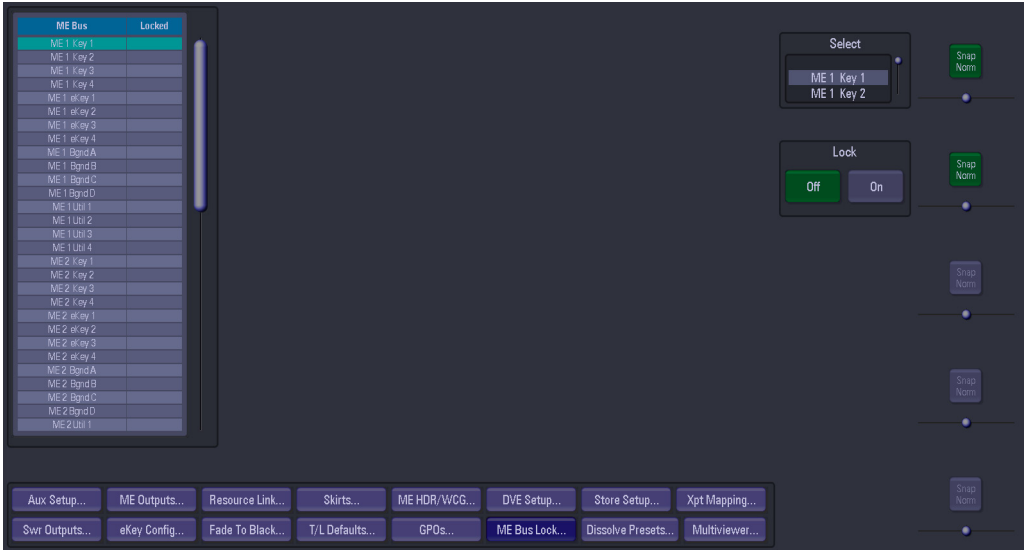 ME Bus Locked
ME 1 Key 1
ME 1 Key 2
ME 1 Key 3
ME 1 Key 4
ME 1 eKey 1
ME 1 eKey 2
ME 1 eKey 3
ME 1 eKey 4
ME 1 Bgnd A
ME 1 Bgnd B
ME 1 Bgnd C
ME 1 Bgnd D
ME 1 Util 1
ME 1 Util 2
ME 1 Util 3
ME 1 Util 4
ME 2 Key 1
ME 2 Key 2
ME 2 Key 3
ME 2 Key 4
ME 2 eKey 1
ME 2 eKey 2
ME 2 eKey 3
ME 2 eKey 4
ME 2 Bgnd A
ME 2 Bgnd B
ME 2 Bgnd C
ME 2 Bgnd D
ME 2 Util 1
Select
ME 1 Key 1
ME 1 Key 2
Snap
Norm
Lock
Off On
Snap
Norm
Snap
Norm
Snap
Norm
Snap
Norm
Aux Setup... ME Outputs... Resource Link... Skirts... ME HDR/WCG... DVE Setup... Store Setup... Xpt Mapping...
Swr Outputs... eKey Config... Fade To Black... T/L Defaults... GPOs... ME Bus Lock... Dissolve Presets... Multiviewer...